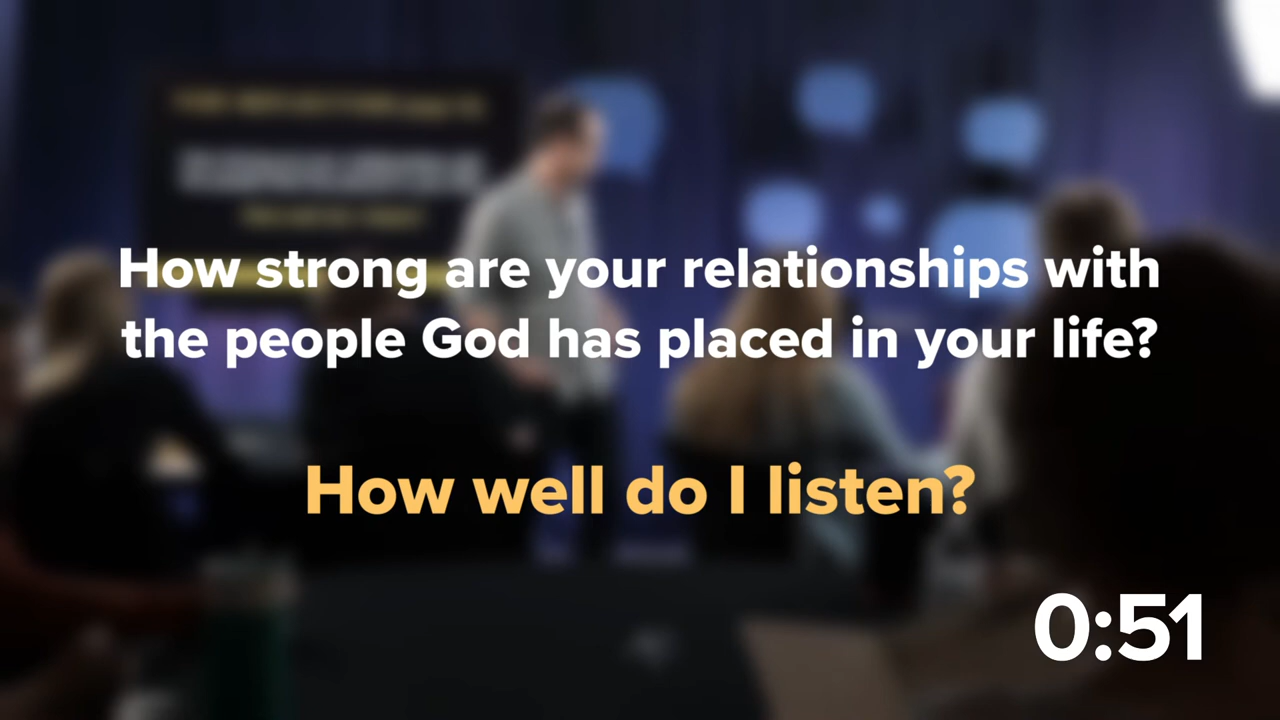 How strong are your relationships with
the people God has placed in your life?
How well do I listen?
0:51